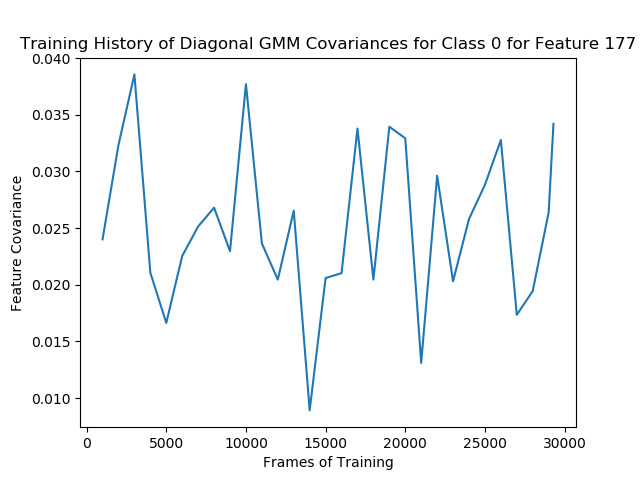 Training History of Diagonal GMM Covariances for Class 0 for Feature 177
0.040
0.035
0.030
0.025
0.020
0.015
0.010
Feature Covariance
0 5000 10000 15000 20000 25000 30000
Frames of Training